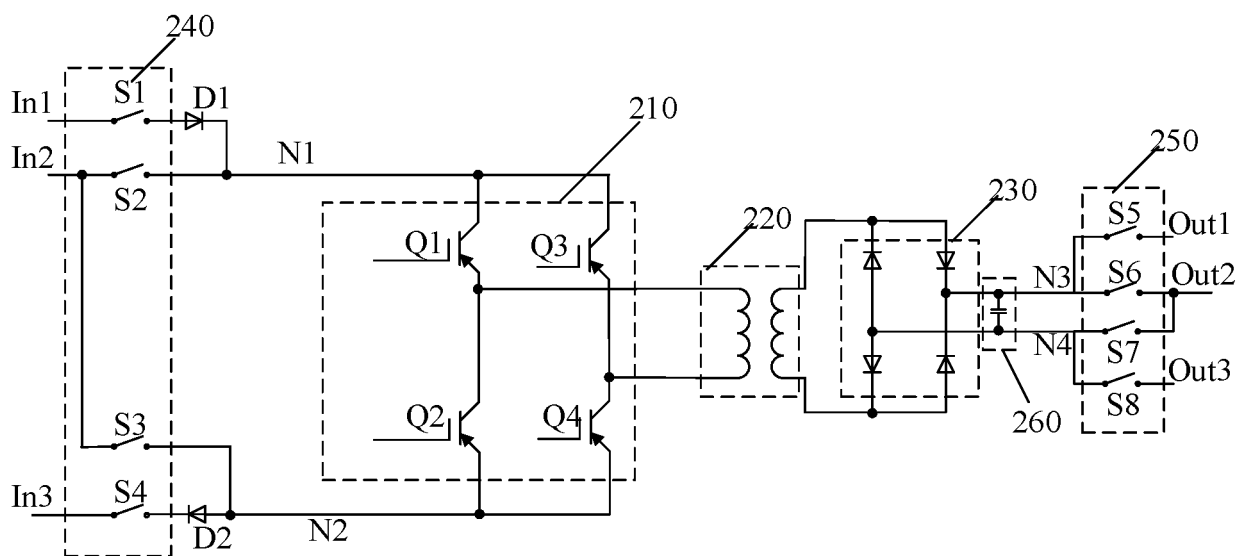 240
In1
S1
D1
210
In2
S2
N1
250
230
220
S5
Out1
Q1
Q3
N3
S6
Out2
N4
S7
S8
Out3
260
Q2
Q4
S3
In3
S4
D2
N2